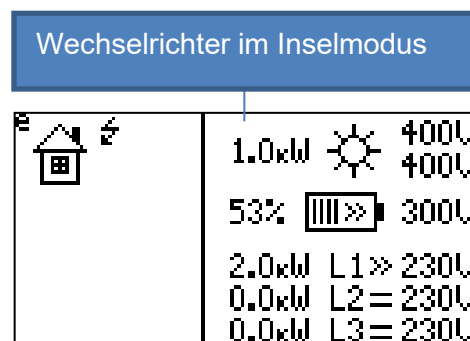 Wechselrichter im Inselmodus
e
1.0kW 400V
400V
53% » 300V
2.0kW L1» 230V
0.0kW L2= 230V
0.0kW L3= 230V